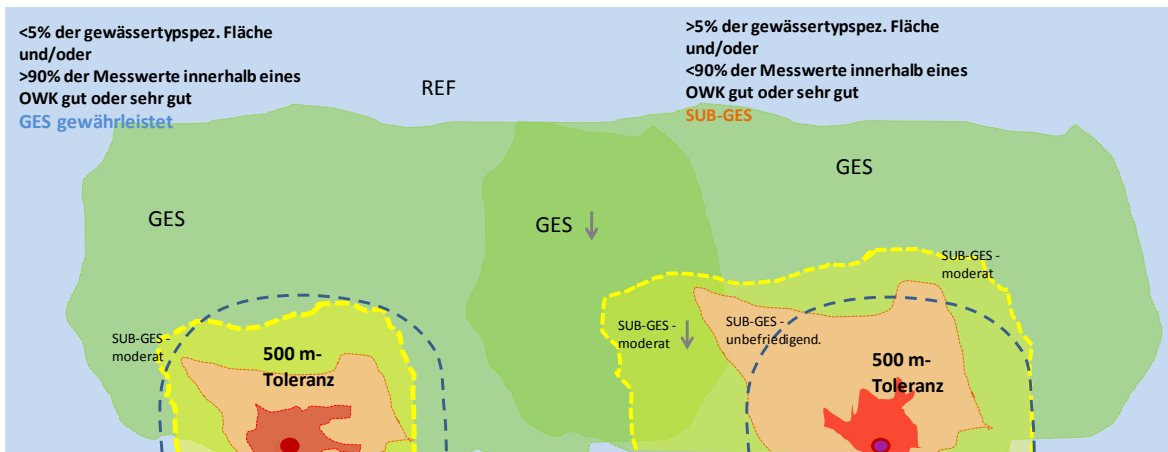 <5% der gewässertypspez. Fläche
und/oder
>90% der Messwerte innerhalb eines
OWK gut oder sehr gut
GES gewährleistet
>5% der gewässertypspez. Fläche
und/oder
<90% der Messwerte innerhalb eines
OWK gut oder sehr gut
SUB-GES
REF
GES
GES
GES
SUB-GES -
moderat
500 m-
Toleranz
SUB-GES -
moderat
SUB-GES -
unbefriedigend.
SUB-GES -
moderat
500 m-
Toleranz